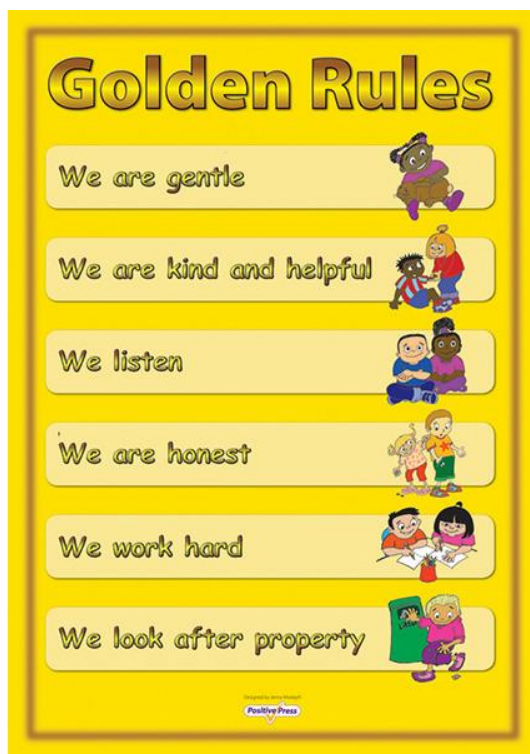 Golden Rules
We are gentle
We are kind and helpful
We listen
We are honest
We work hard
Litter
We look after property
Positive Press